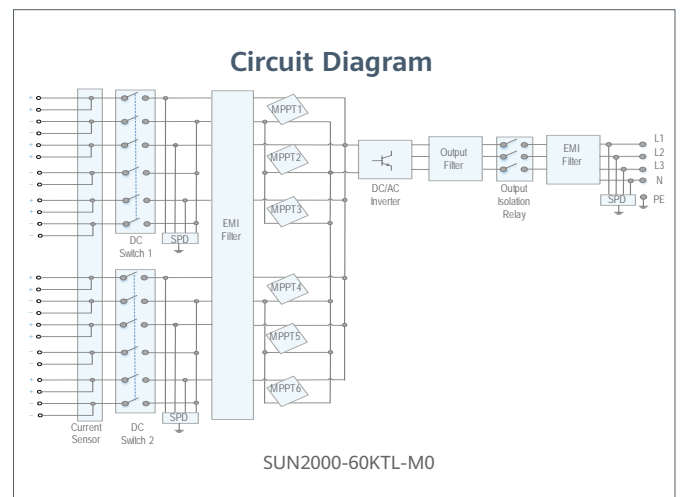 Circuit Diagram
+
+
−
−
+
+
−
−
+
+
−
−
Current
Sensor
DC
Switch 1
SPD
EMI
Filter
MPPT1
MPPT2
MPPT3
DC/AC
Inverter
Output
Filter
Output
Isolation
Relay
EMI
Filter
L1
L2
L3
N
PE
SPD
+
+
−
−
+
+
−
−
+
+
−
−
DC
Switch 2
SPD
MPPT4
MPPT5
MPPT6
SUN2000-60KTL-M0